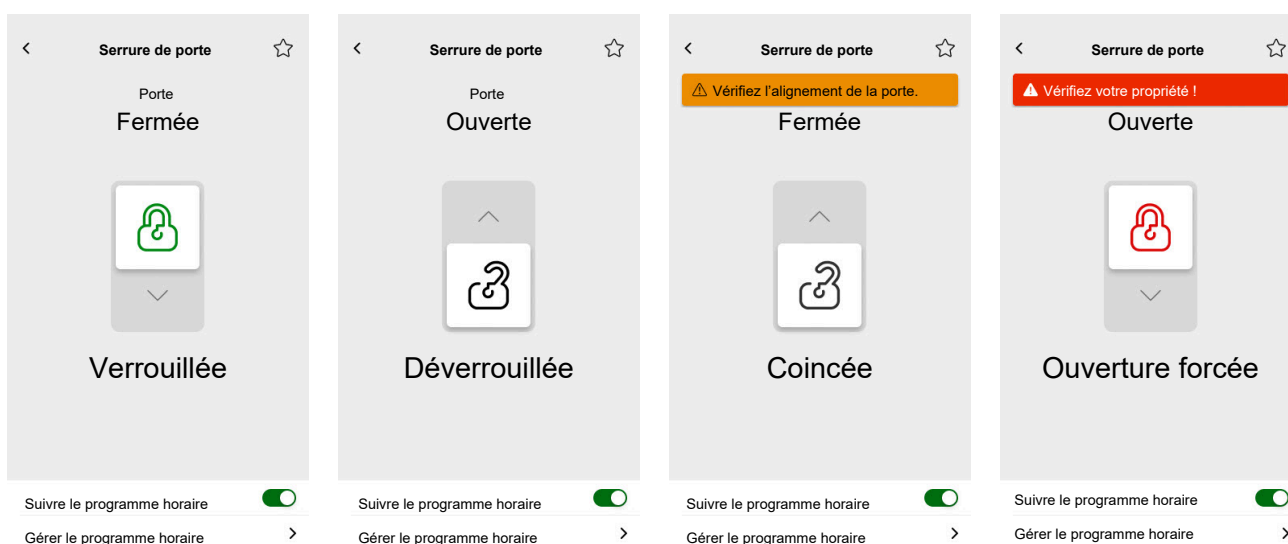 Serrure de porte
Porte
Fermée
Verrouillée
Suivre le programme horaire
Gérer le programme horaire
Serrure de porte
Porte
Ouverte
Déverrouillée
Suivre le programme horaire
Gérer le programme horaire
Serrure de porte
Vérifiez l'alignement de la porte.
Fermée
Coincée
Suivre le programme horaire
Gérer le programme horaire
Serrure de porte
Vérifiez votre propriété !
Ouverte
Ouverture forcée
Suivre le programme horaire
Gérer le programme horaire